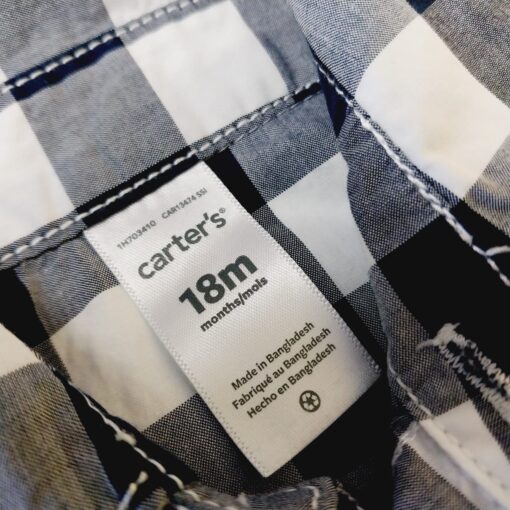 1H703410 CAR13474 SSI
carter's®
18m
months/mois
Made in Bangladesh
Fabriqué au Bangladesh
Hecho en Bangladesh